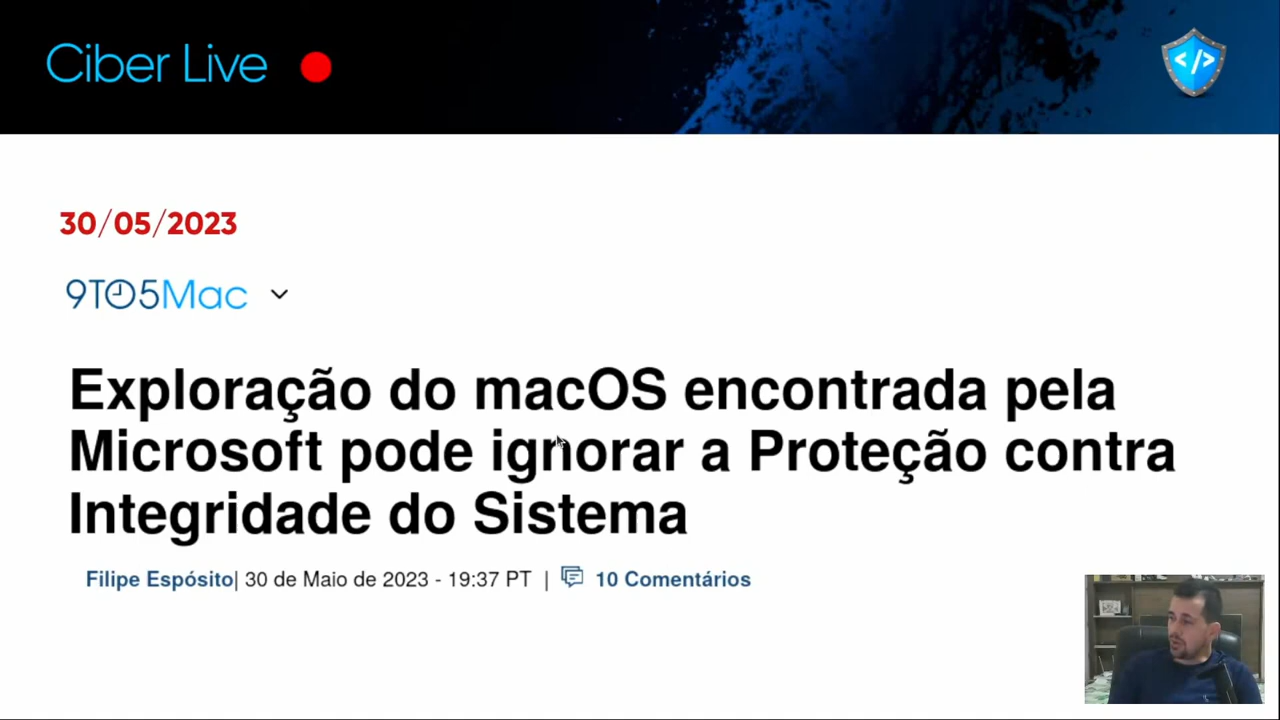 Ciber Live
</>
30/05/2023
9TO5Mac
Exploração do macOS encontrada pela
Microsoft pode ignorar a Proteção contra
Integridade do Sistema
Filipe Espósito| 30 de Maio de 2023 - 19:37 PT | 10 Comentários